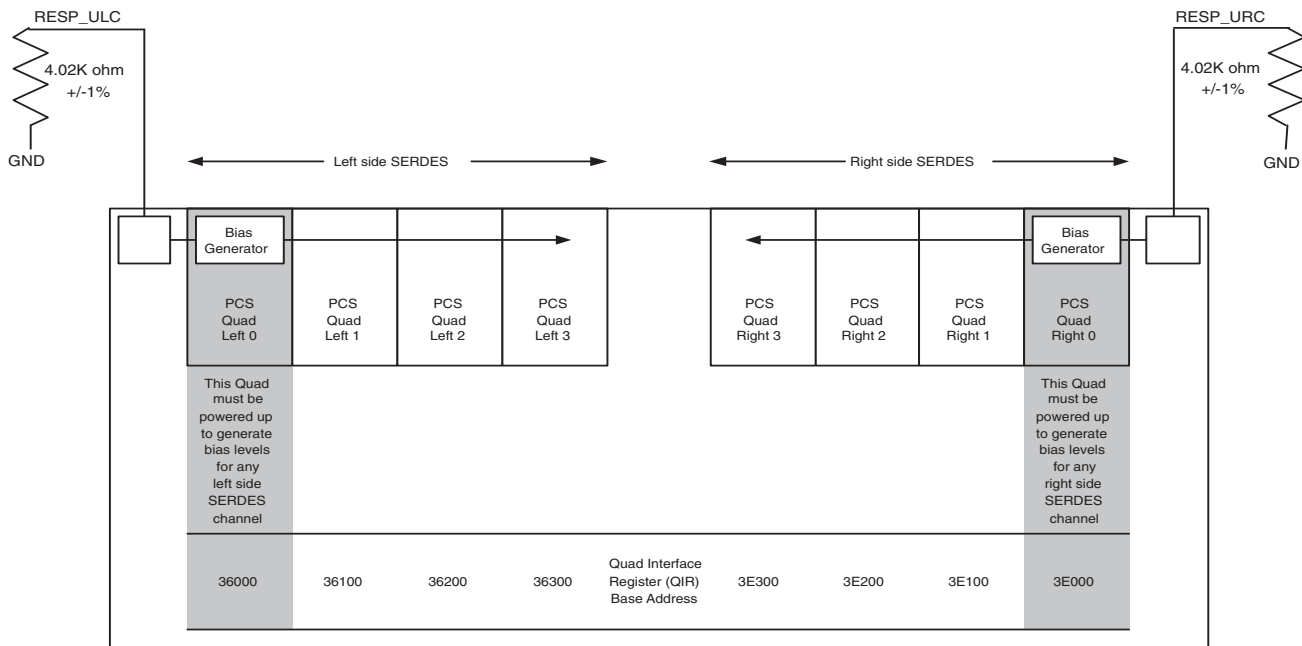 RESP_ULC
RESP_URC
4.02K ohm
+/-1%
4.02K ohm
+/-1%
GND
GND
Left side SERDES
Right side SERDES
Bias
Generator
Bias
Generator
PCS
Quad
Left 0
PCS
Quad
Left 1
PCS
Quad
Left 2
PCS
Quad
Left 3
PCS
Quad
Right 3
PCS
Quad
Right 2
PCS
Quad
Right 1
PCS
Quad
Right 0
This Quad
must be
powered up
to generate
bias levels
for any
left side
SERDES
channel
This Quad
must be
powered up
to generate
bias levels
for any
right side
SERDES
channel
36000
36100
36200
36300
Quad Interface
Register (QIR)
Base Address
3E300
3E200
3E100
3E000